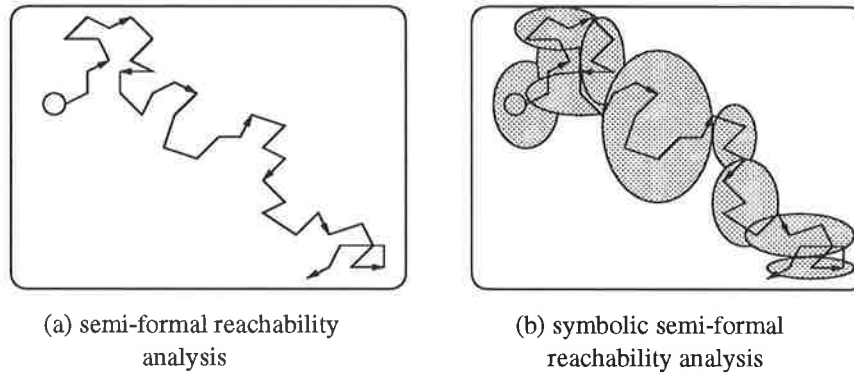 (a) semi-formal reachability
analysis
(b) symbolic semi-formal
reachability analysis